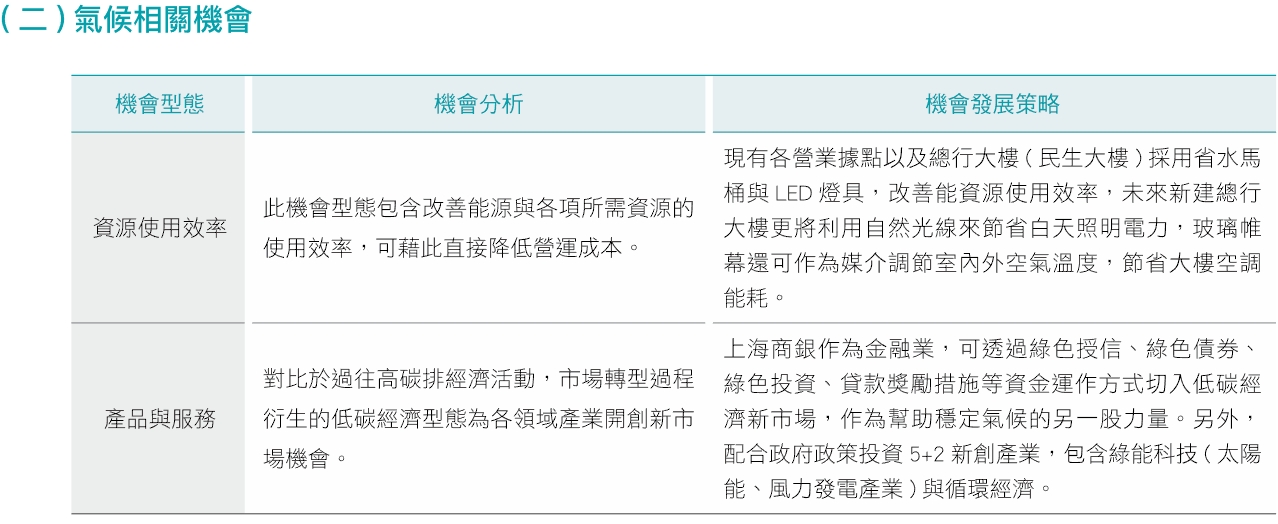 （二）氣候相關機會
機會型態
機會分析
機會發展策略
資源使用效率
此機會型態包含改善能源與各項所需資源的
使用效率，可藉此直接降低營運成本。
現有各營業據點以及總行大樓（民生大樓）採用省水馬
桶與 LED 燈具，改善能資源使用效率，未來新建總行
大樓更將利用自然光線來節省白天照明電力，玻璃帷
幕還可作為媒介調節室內外空氣溫度，節省大樓空調
能耗。
產品與服務
對比於過往高碳排經濟活動，市場轉型過程
衍生的低碳經濟型態為各領域產業開創新市
場機會。
上海商銀作為金融業，可透過綠色授信、綠色債券、
綠色投資、貸款獎勵措施等資金運作方式切入低碳經
濟新市場，作為幫助穩定氣候的另一股力量。另外，
配合政府政策投資 5+2 新創產業，包含綠能科技（太陽
能、風力發電產業）與循環經濟。